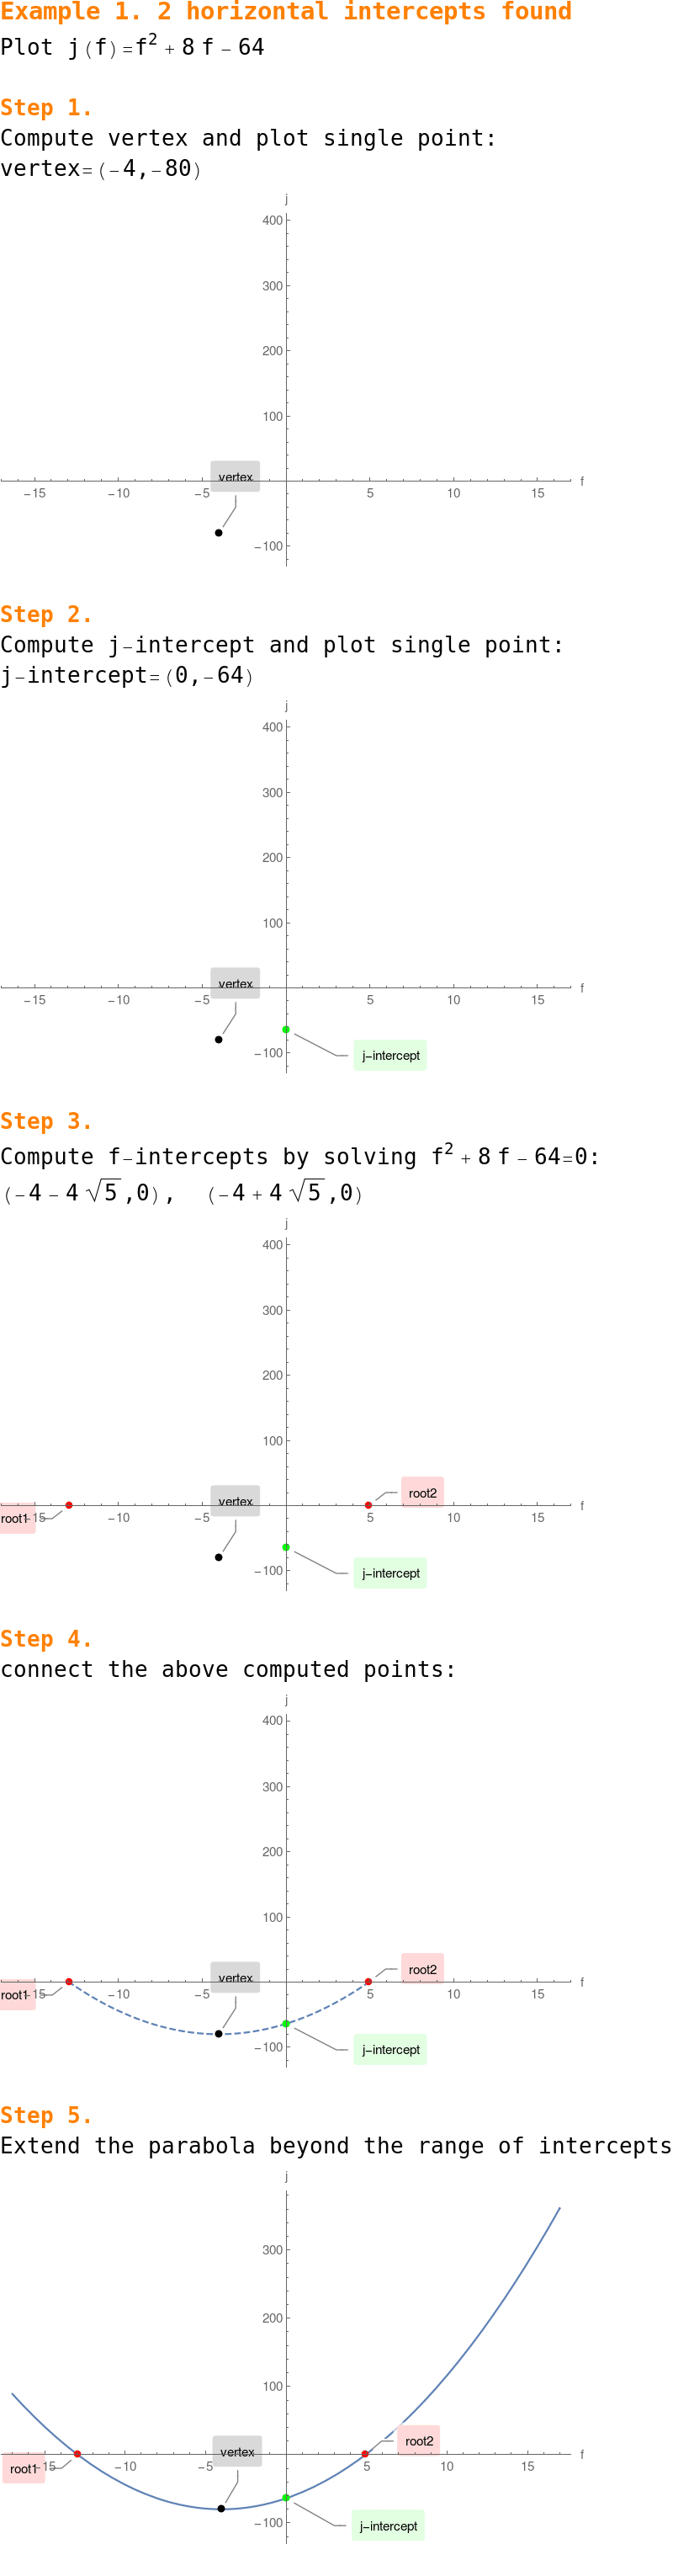 Example 1. 2 horizontal intercepts found
Plot j(f)=f² + 8 f − 64
Step 1.
Compute vertex and plot single point:
vertex=(−4,−80)
j
400
300
200
100
vertex
−15 −10 −5 5 10 15 f
−100
Step 2.
Compute j−intercept and plot single point:
j−intercept=(0,−64)
j
400
300
200
100
vertex
−15 −10 −5 5 10 15 f
−100
j−intercept
Step 3.
Compute f−intercepts by solving f² + 8 f − 64=0:
(−4 − 4 √5,0), (−4 + 4 √5,0)
j
400
300
200
100
vertex root2
root1 −15 −10 −5 5 10 15 f
−100
j−intercept
Step 4.
connect the above computed points:
j
400
300
200
100
vertex root2
root1 −15 −10 −5 5 10 15 f
−100
j−intercept
Step 5.
Extend the parabola beyond the range of intercepts
j
300
200
100
vertex root2
root1 −15 −10 −5 5 10 15 f
−100
j−intercept